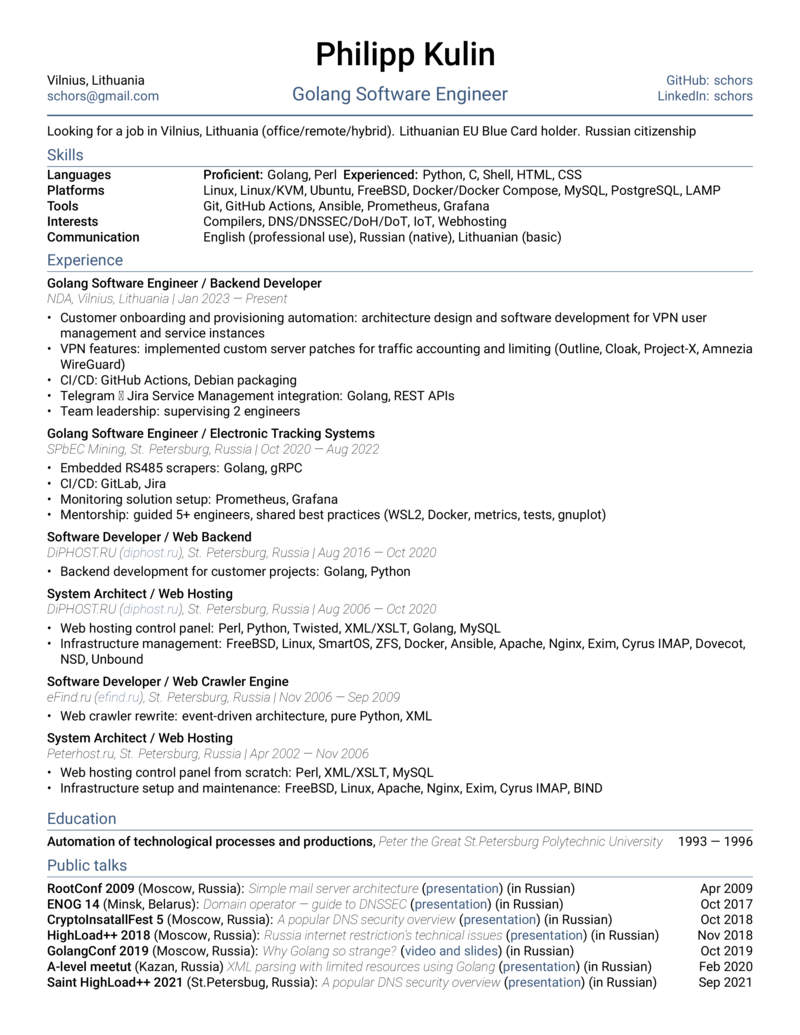 Philipp Kulin
Vilnius, Lithuania
GitHub: schors
schors@gmail.com
Golang Software Engineer
LinkedIn: schors
Looking for a job in Vilnius, Lithuania (office/remote/hybrid). Lithuanian EU Blue Card holder. Russian citizenship
Skills
Languages Proficient: Golang, Perl Experienced: Python, C, Shell, HTML, CSS
Platforms Linux, Linux/KVM, Ubuntu, FreeBSD, Docker/Docker Compose, MySQL, PostgreSQL, LAMP
Tools Git, GitHub Actions, Ansible, Prometheus, Grafana
Interests Compilers, DNS/DNSSEC/DoH/DoT, IoT, Webhosting
Communication English (professional use), Russian (native), Lithuanian (basic)
Experience
Golang Software Engineer / Backend Developer
NDA, Vilnius, Lithuania | Jan 2023 — Present
• Customer onboarding and provisioning automation: architecture design and software development for VPN user
management and service instances
• VPN features: implemented custom server patches for traffic accounting and limiting (Outline, Cloak, Project-X, Amnezia
WireGuard)
• CI/CD: GitHub Actions, Debian packaging
• Telegram Jira Service Management integration: Golang, REST APIs
• Team leadership: supervising 2 engineers
Golang Software Engineer / Electronic Tracking Systems
SPbEC Mining, St. Petersburg, Russia | Oct 2020 — Aug 2022
• Embedded RS485 scrapers: Golang, gRPC
• CI/CD: GitLab, Jira
• Monitoring solution setup: Prometheus, Grafana
• Mentorship: guided 5+ engineers, shared best practices (WSL2, Docker, metrics, tests, gnuplot)
Software Developer / Web Backend
DiPHOST.RU (diphost.ru), St. Petersburg, Russia | Aug 2016 — Oct 2020
• Backend development for customer projects: Golang, Python
System Architect / Web Hosting
DiPHOST.RU (diphost.ru), St. Petersburg, Russia | Aug 2006 — Oct 2020
• Web hosting control panel: Perl, Python, Twisted, XML/XSLT, Golang, MySQL
• Infrastructure management: FreeBSD, Linux, SmartOS, ZFS, Docker, Ansible, Apache, Nginx, Exim, Cyrus IMAP, Dovecot,
NSD, Unbound
Software Developer / Web Crawler Engine
eFind.ru (efind.ru), St. Petersburg, Russia | Nov 2006 — Sep 2009
• Web crawler rewrite: event-driven architecture, pure Python, XML
System Architect / Web Hosting
Peterhost.ru, St. Petersburg, Russia | Apr 2002 — Nov 2006
• Web hosting control panel from scratch: Perl, XML/XSLT, MySQL
• Infrastructure setup and maintenance: FreeBSD, Linux, Apache, Nginx, Exim, Cyrus IMAP, BIND
Education
Automation of technological processes and productions, Peter the Great St.Petersburg Polytechnic University 1993 — 1996
Public talks
RootConf 2009 (Moscow, Russia): Simple mail server architecture (presentation) (in Russian) Apr 2009
ENOG 14 (Minsk, Belarus): Domain operator — guide to DNSSEC (presentation) (in Russian) Oct 2017
CryptoInsatallFest 5 (Moscow, Russia): A popular DNS security overview (presentation) (in Russian) Oct 2018
HighLoad++ 2018 (Moscow, Russia): Russia internet restriction's technical issues (presentation) (in Russian) Nov 2018
GolangConf 2019 (Moscow, Russia): Why Golang so strange? (video and slides) (in Russian) Oct 2019
A-level meetut (Kazan, Russia) XML parsing with limited resources using Golang (presentation) (in Russian) Feb 2020
Saint HighLoad++ 2021 (St.Petersbug, Russia): A popular DNS security overview (presentation) (in Russian) Sep 2021